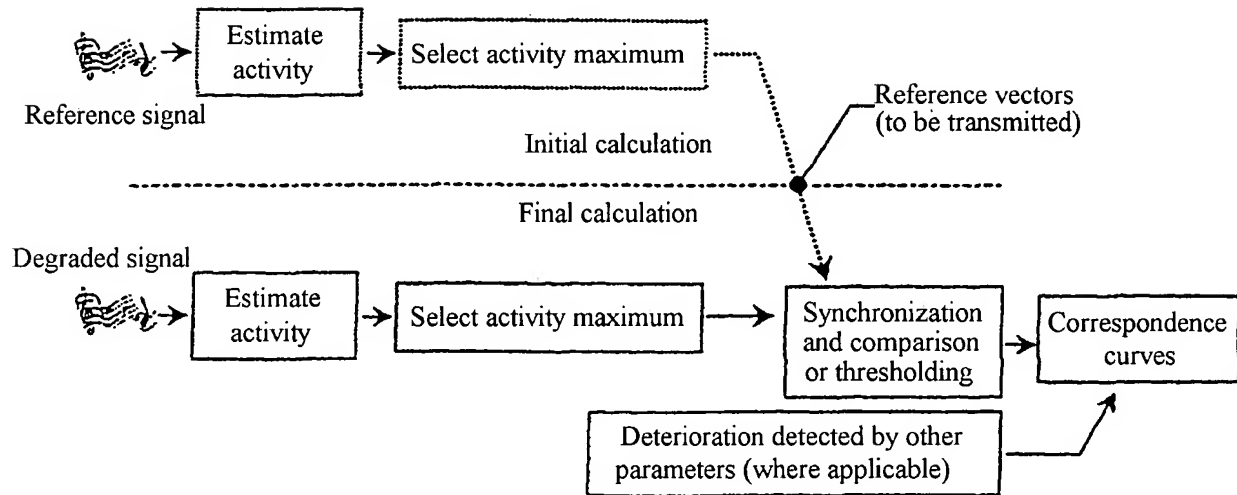 Estimate
activity
Select activity maximum
Reference signal
Reference vectors
(to be transmitted)
Initial calculation
Final calculation
Degraded signal
Estimate
activity
Select activity maximum
Synchronization
and comparison
or thresholding
Correspondence
curves
Deterioration detected by other
parameters (where applicable)